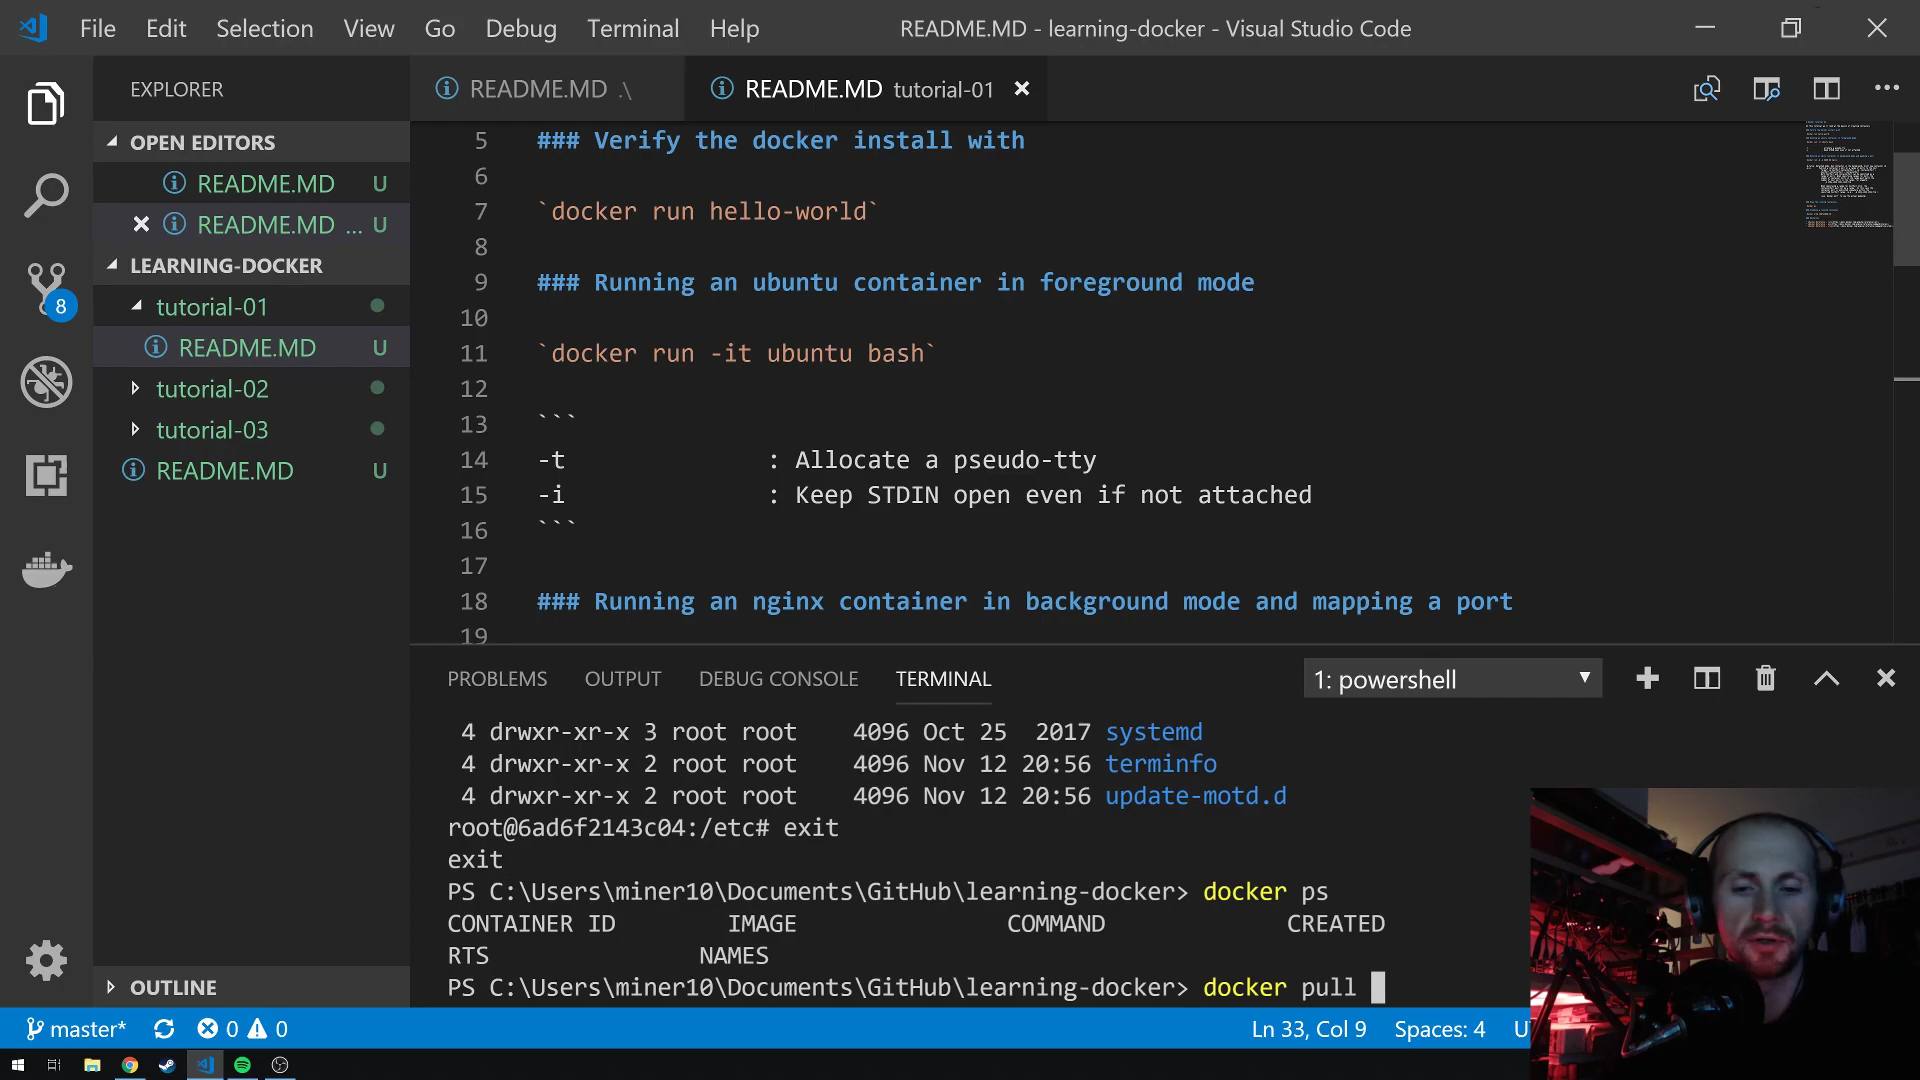 File Edit Selection View Go Debug Terminal Help README.MD - learning-docker - Visual Studio Code
EXPLORER
README.MD .\ README.MD tutorial-01
OPEN EDITORS
README.MD U
README.MD ... U
LEARNING-DOCKER
tutorial-01
README.MD U
tutorial-02
tutorial-03
README.MD U
8
OUTLINE
5 ### Verify the docker install with
6
7 `docker run hello-world`
8
9 ### Running an ubuntu container in foreground mode
10
11 `docker run -it ubuntu bash`
12
13 ```
14 -t : Allocate a pseudo-tty
15 -i : Keep STDIN open even if not attached
16 ```
17
18 ### Running an nginx container in background mode and mapping a port
19
PROBLEMS OUTPUT DEBUG CONSOLE TERMINAL 1: powershell
4 drwxr-xr-x 3 root root 4096 Oct 25 2017 systemd
4 drwxr-xr-x 2 root root 4096 Nov 12 20:56 terminfo
4 drwxr-xr-x 2 root root 4096 Nov 12 20:56 update-motd.d
root@6ad6f2143c04:/etc# exit
exit
PS C:\Users\miner10\Documents\GitHub\learning-docker> docker ps
CONTAINER ID IMAGE COMMAND CREATED
RTS NAMES
PS C:\Users\miner10\Documents\GitHub\learning-docker> docker pull
master* 0 0 Ln 33, Col 9 Spaces: 4